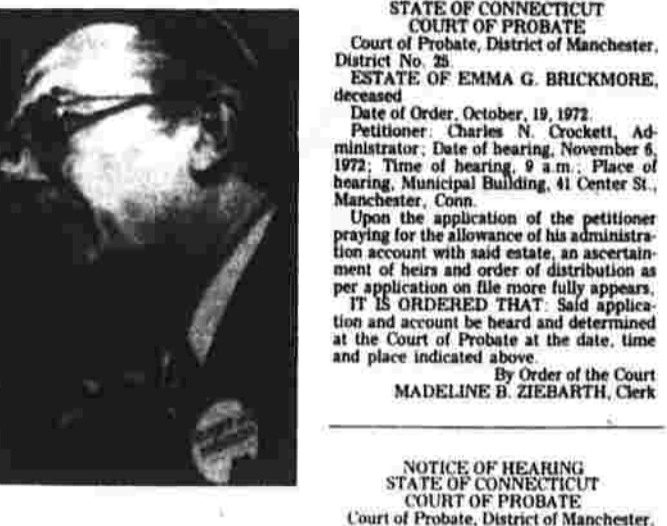 STATE OF CONNECTICUT
COURT OF PROBATE
Court of Probate, District of Manchester,
District No. 25
ESTATE OF EMMA G. BRICKMORE,
deceased
Date of Order, October, 19, 1972.
Petitioner: Charles N. Crockett, Ad-
ministrator; Date of hearing, November 6,
1972; Time of hearing, 9 a.m.; Place of
hearing, Municipal Building, 41 Center St.,
Manchester, Conn.
Upon the application of the petitioner
praying for the allowance of his administra-
tion account with said estate, an ascertain-
ment of heirs and order of distribution as
per application on file more fully appears,
IT IS ORDERED THAT: Said applica-
tion and account be heard and determined
at the Court of Probate at the date, time
and place indicated above.
By Order of the Court
MADELINE B. ZIEBARTH, Clerk
NOTICE OF HEARING
STATE OF CONNECTICUT
COURT OF PROBATE
Court of Probate, District of Manchester,